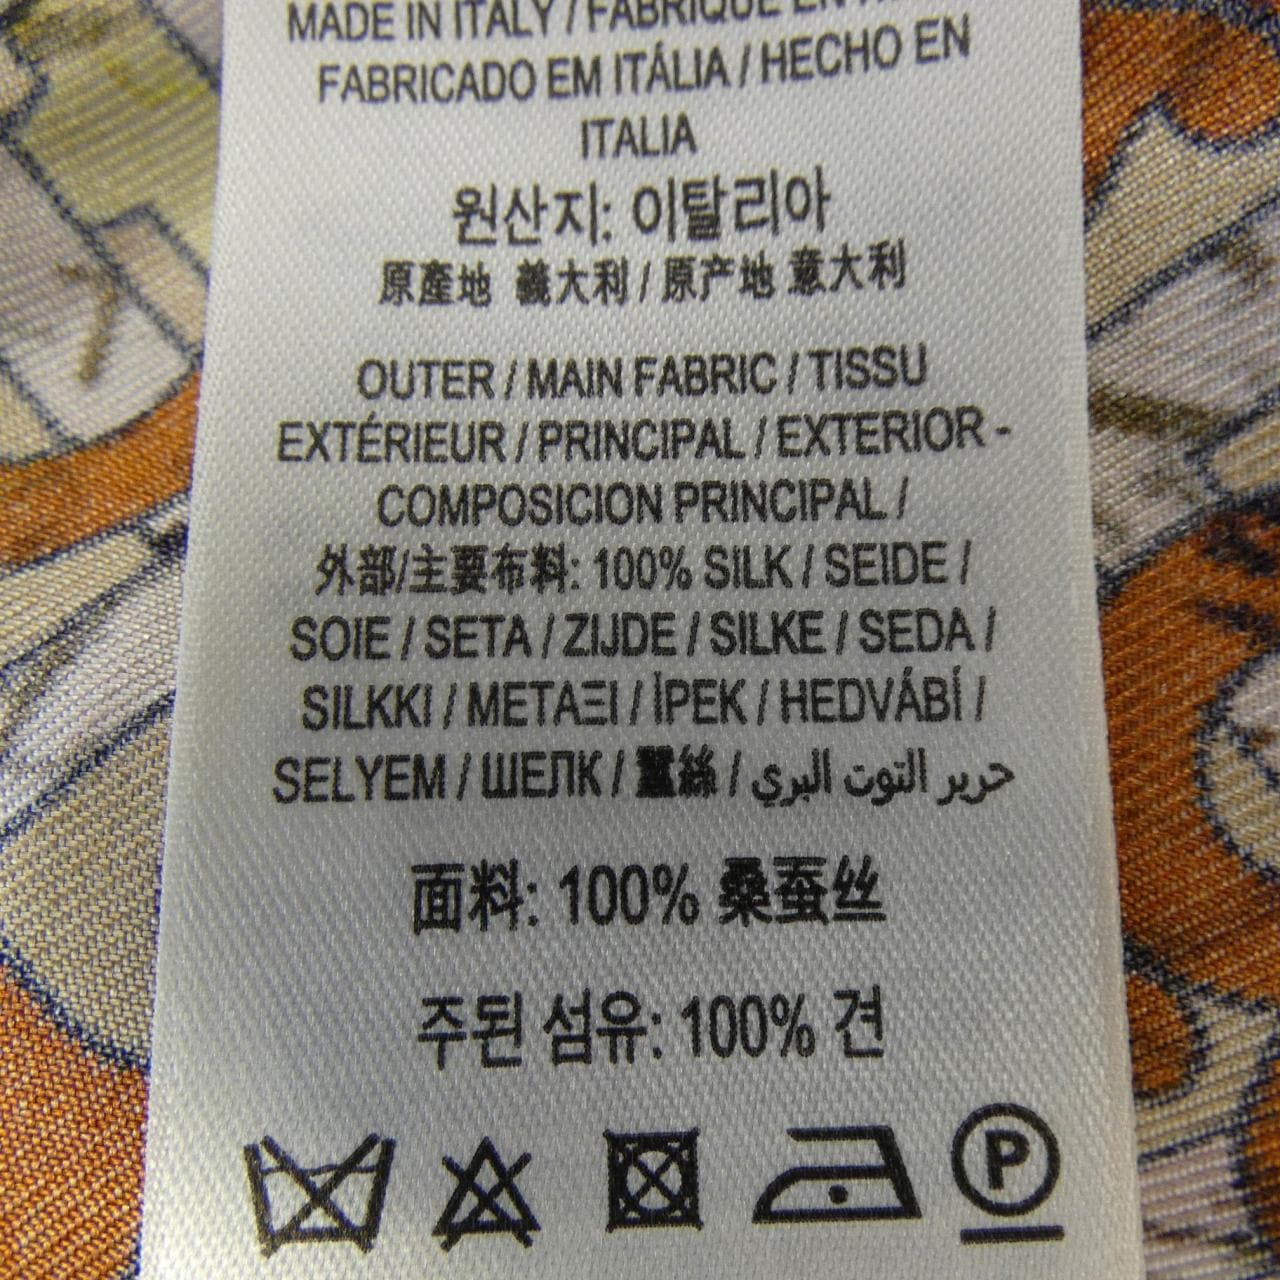 MADE IN ITALY / FABRIQUÉ EN
FABRICADO EM ITÁLIA / HECHO EN
ITALIA
원산지: 이탈리아
原產地 義大利 / 原产地 意大利
OUTER / MAIN FABRIC / TISSU
EXTÉRIEUR / PRINCIPAL / EXTERIOR -
COMPOSICION PRINCIPAL /
外部/主要布料: 100% SILK / SEIDE /
SOIE / SETA / ZIJDE / SILKE / SEDA /
SILKKI / ΜΕΤΑΞΙ / İPEK / HEDVÁBÍ /
SELYEM / ШЕЛК / 蠶絲 / حرير التوت البري
面料: 100% 桑蚕丝
주된 섬유: 100% 견
P